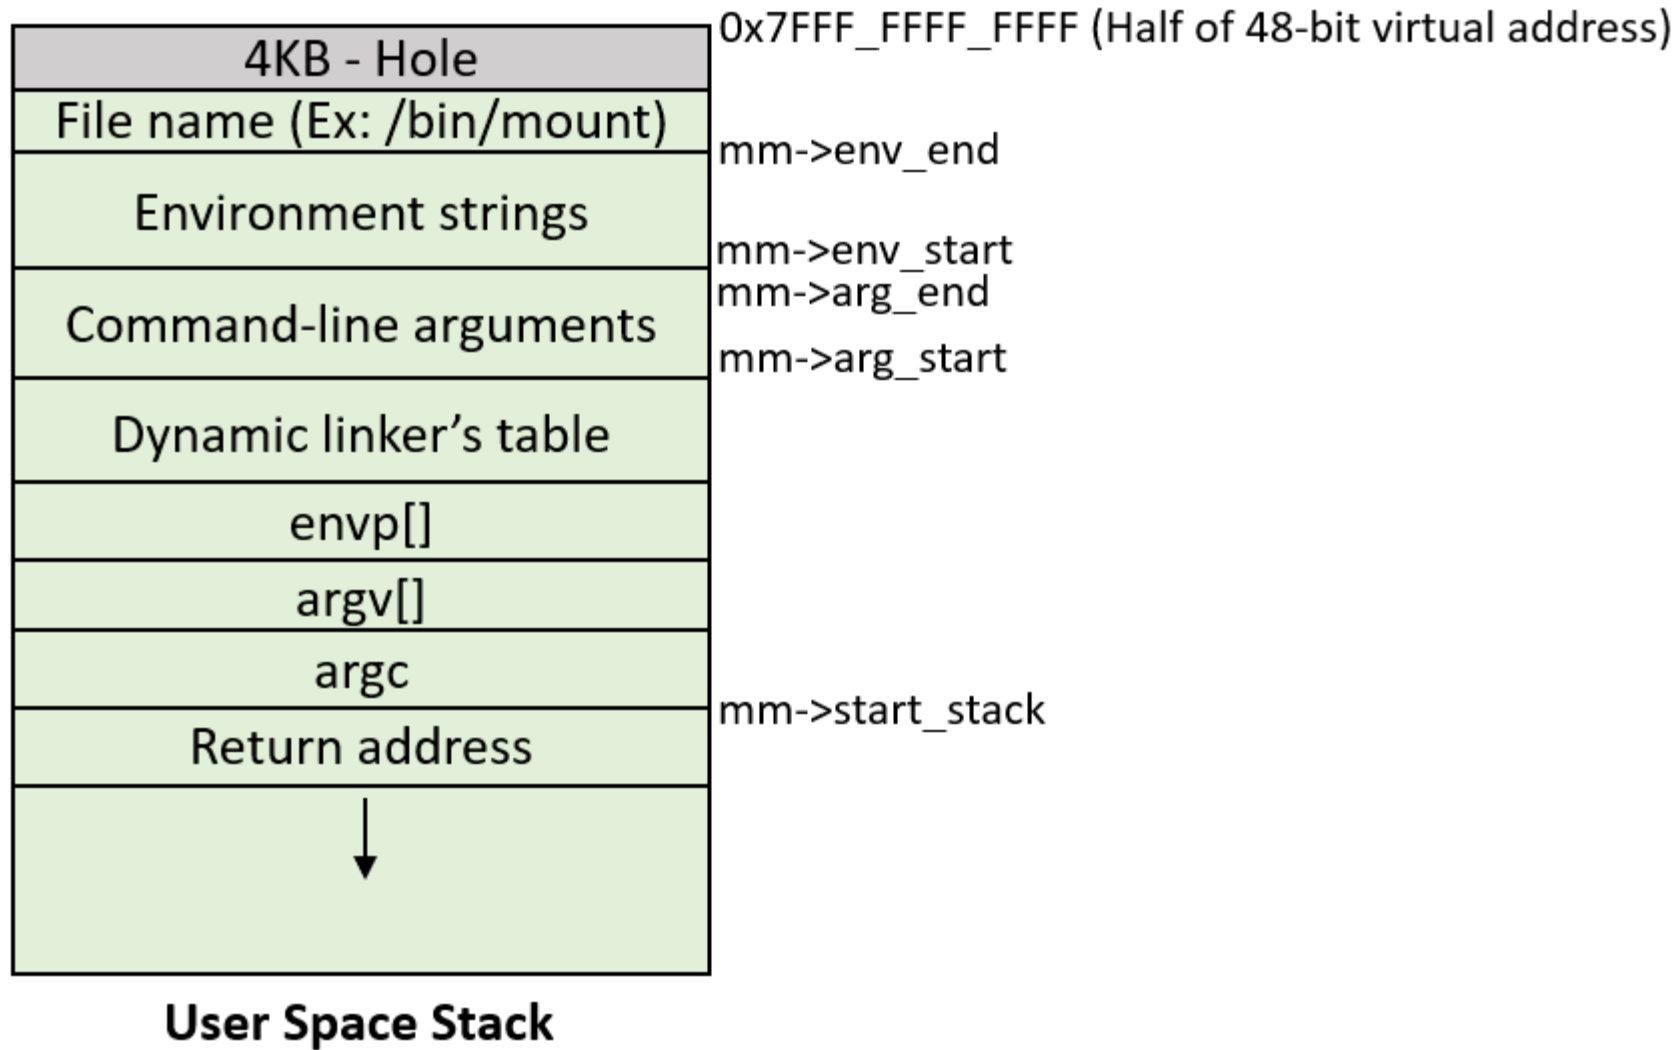 0x7FFF_FFFF_FFFF (Half of 48-bit virtual address)
4KB - Hole
File name (Ex: /bin/mount)
mm->env_end
Environment strings
mm->env_start
mm->arg_end
Command-line arguments
mm->arg_start
Dynamic linker’s table
envp[]
argv[]
argc
mm->start_stack
Return address
User Space Stack